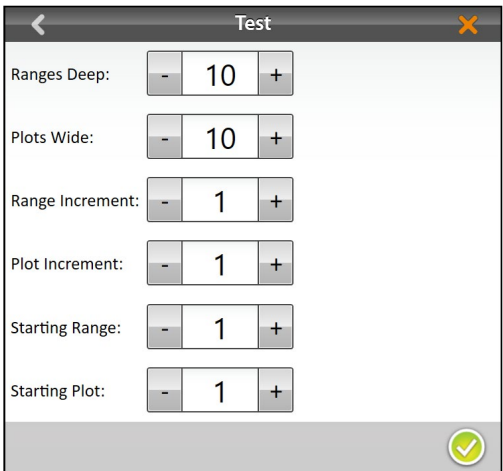 Test
Ranges Deep: - 10 +
Plots Wide: - 10 +
Range Increment: - 1 +
Plot Increment: - 1 +
Starting Range: - 1 +
Starting Plot: - 1 +